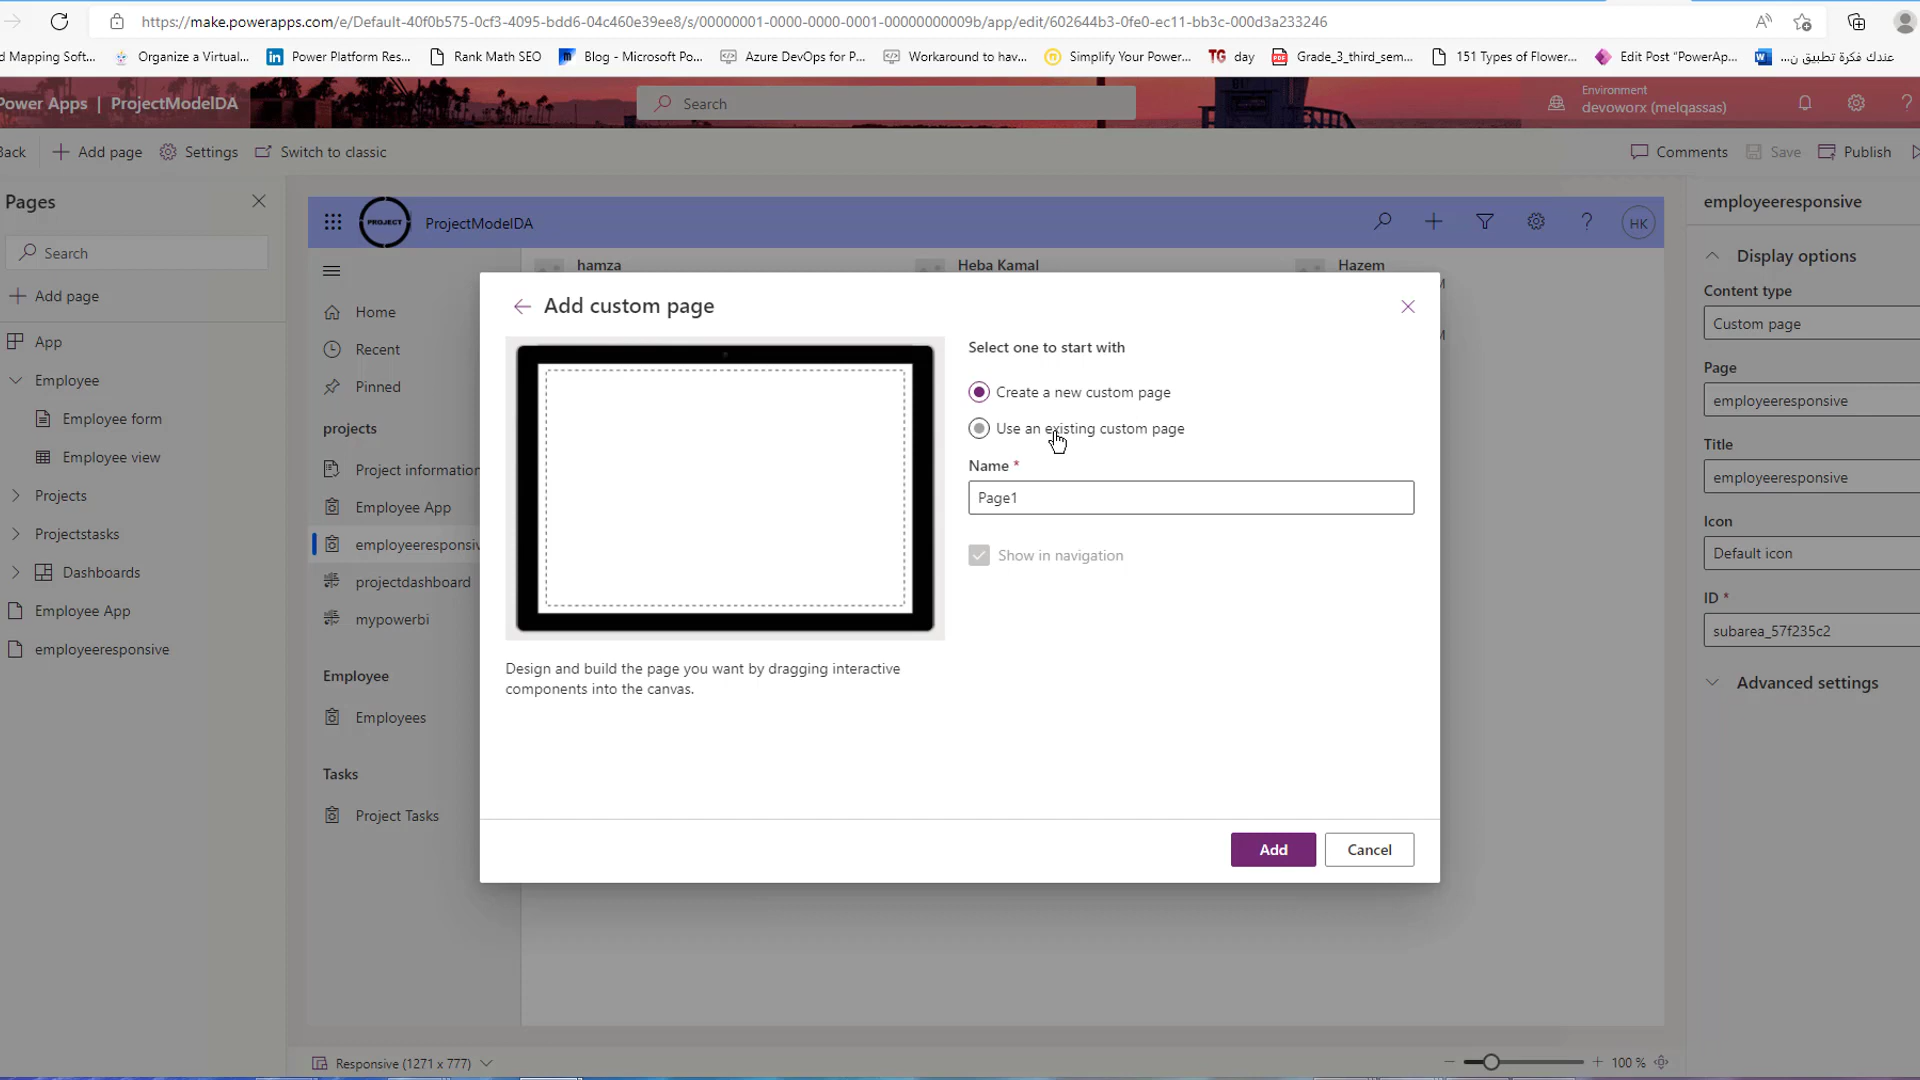 https://make.powerapps.com/e/Default-40f0b575-0cf3-4095-bdd6-04c460e39ee8/s/00000001-0000-0000-0001-00000000009b/app/edit/602644b3-0fe0-ec11-bb3c-000d3a233246
d Mapping Soft...
Organize a Virtual...
Power Platform Res...
Rank Math SEO
Blog - Microsoft Po...
Azure DevOps for P...
Workaround to hav...
Simplify Your Power...
TG day
Grade_3_third_sem...
151 Types of Flower...
Edit Post "PowerAp...
عندك فكرة تطبيق ن...
Power Apps | ProjectModelDA
Search
Environment
devoworx (melqassas)
Back
Add page
Settings
Switch to classic
Comments
Save
Publish
Pages
Search
Add page
App
Employee
Employee form
Employee view
Projects
Projectstasks
Dashboards
Employee App
employeeresponsive
PROJECT
ProjectModelDA
HK
Home
Recent
Pinned
projects
Project information
Employee App
employeeresponsiv
projectdashboard
mypowerbi
Employee
Employees
Tasks
Project Tasks
hamza
Heba Kamal
Hazem
M
M
Add custom page
Design and build the page you want by dragging interactive
components into the canvas.
Select one to start with
Create a new custom page
Use an existing custom page
Name *
Page1
Show in navigation
Add
Cancel
employeeresponsive
Display options
Content type
Custom page
Page
employeeresponsive
Title
employeeresponsive
Icon
Default icon
ID *
subarea_57f235c2
Advanced settings
Responsive (1271 x 777)
100 %